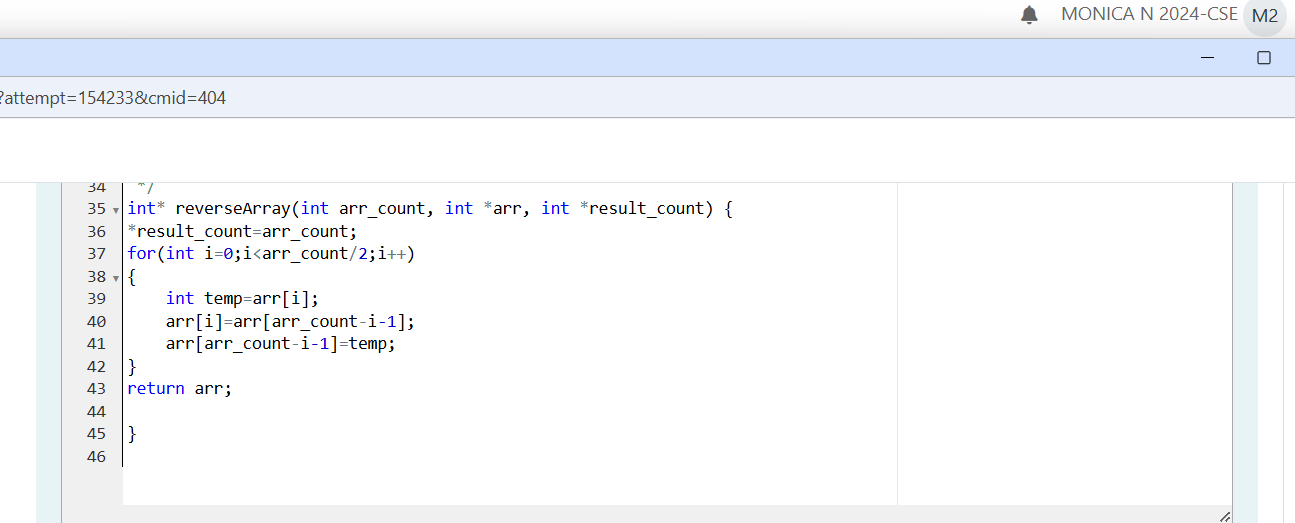 MONICA N 2024-CSE M2
?attempt=154233&cmid=404
34 */
35 int* reverseArray(int arr_count, int *arr, int *result_count) {
36 *result_count=arr_count;
37 for(int i=0;i<arr_count/2;i++)
38 {
39     int temp=arr[i];
40     arr[i]=arr[arr_count-i-1];
41     arr[arr_count-i-1]=temp;
42 }
43 return arr;
44
45 }
46